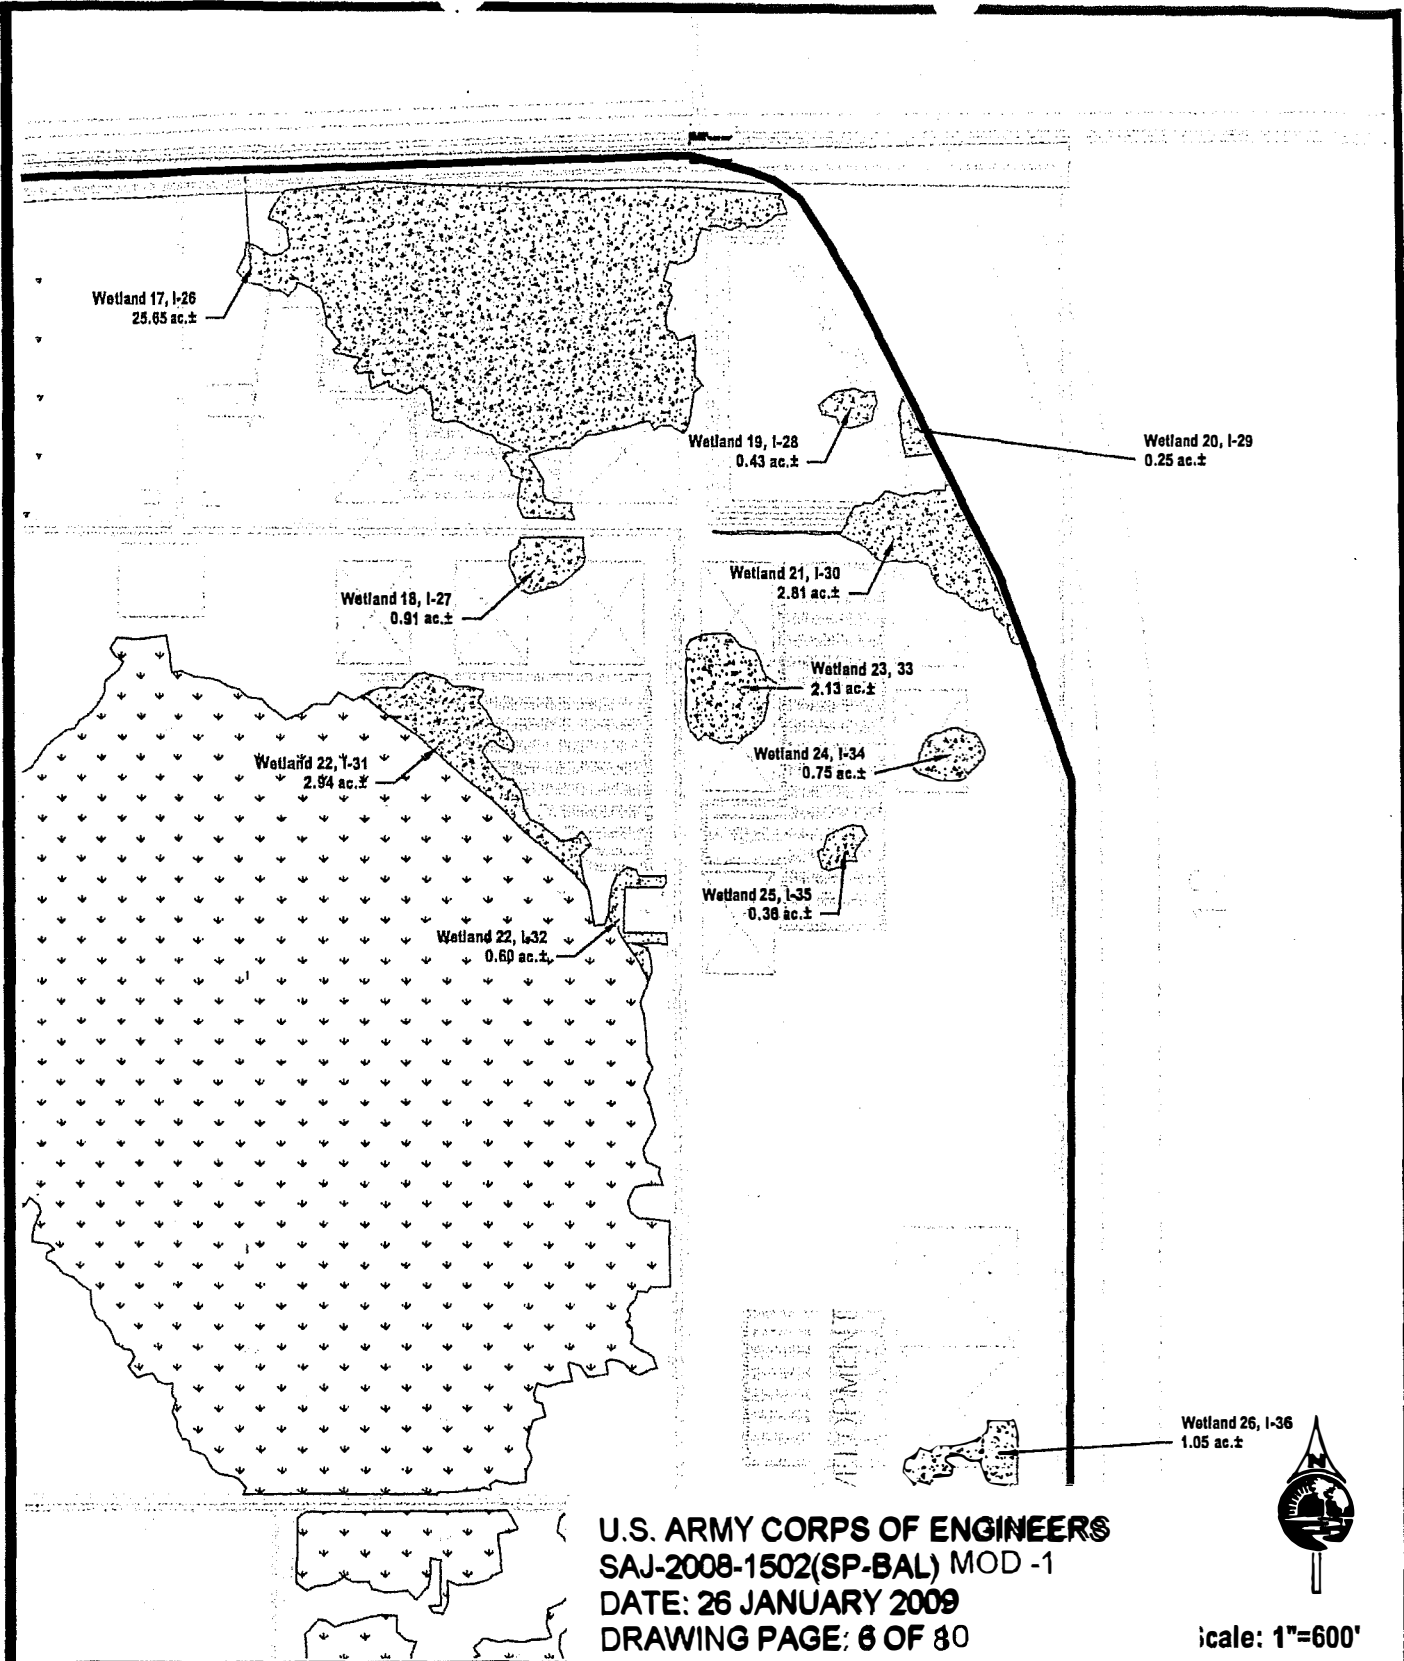 Wetland 17, I-26
25.65 ac.±
Wetland 19, I-28
0.43 ac.±
Wetland 20, I-29
0.25 ac.±
Wetland 21, I-30
2.81 ac.±
Wetland 18, I-27
0.91 ac.±
Wetland 23, 33
2.13 ac.±
Wetland 22, I-31
2.94 ac.±
Wetland 24, I-34
0.75 ac.±
Wetland 25, I-35
0.36 ac.±
Wetland 22, I-32
0.60 ac.±
Wetland 26, I-36
1.05 ac.±
N
U.S. ARMY CORPS OF ENGINEERS
SAJ-2008-1502(SP-BAL) MOD -1
DATE: 26 JANUARY 2009
DRAWING PAGE: 6 OF 80
Scale: 1"=600'